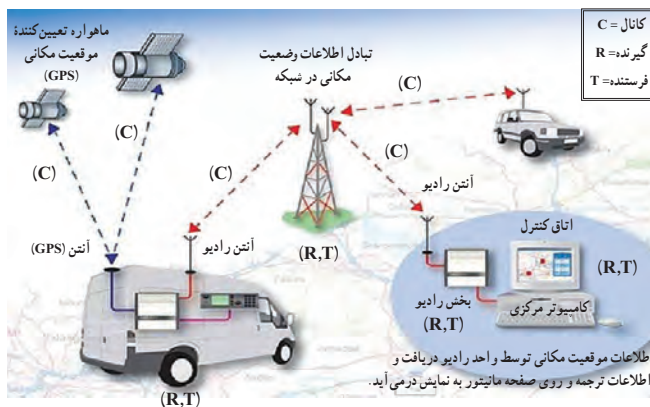 C = کانال
R = گیرنده
T = فرستنده
ماهواره تعیین‌کنندۀ
موقعیت مکانی
(GPS)
تبادل اطلاعات وضعیت
مکانی در شبکه
(C)
(C)
(C)
(C)
(C)
آنتن رادیو
آنتن (GPS)
آنتن رادیو
(R,T)
اتاق کنترل
(R,T)
کامپیوتر مرکزی
بخش رادیو
(R,T)
(R,T)
طلاعات موقعیت مکانی توسط واحد رادیو دریافت و
اطلاعات ترجمه و روی صفحه مانیتور به نمایش درمی‌آید.